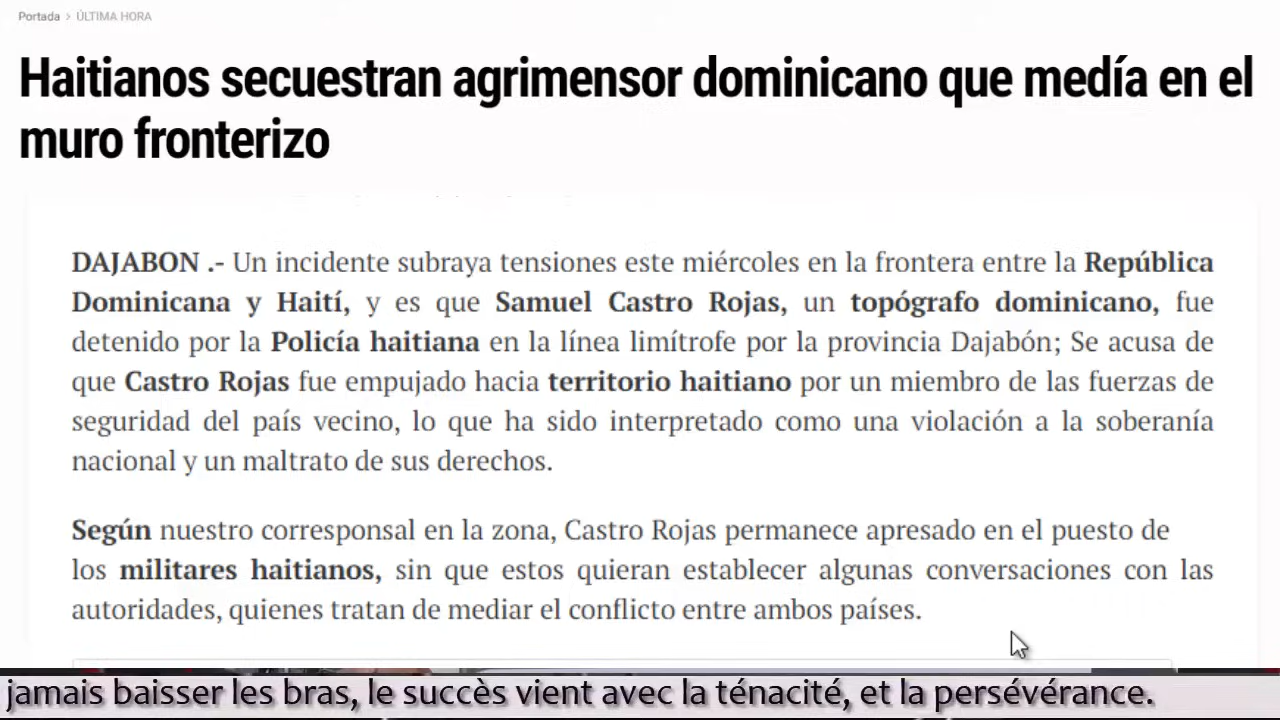 Portada > ÚLTIMA HORA
Haitianos secuestran agrimensor dominicano que medía en el
muro fronterizo
DAJABON .- Un incidente subraya tensiones este miércoles en la frontera entre la República
Dominicana y Haití, y es que Samuel Castro Rojas, un topógrafo dominicano, fue
detenido por la Policía haitiana en la línea limítrofe por la provincia Dajabón; Se acusa de
que Castro Rojas fue empujado hacia territorio haitiano por un miembro de las fuerzas de
seguridad del país vecino, lo que ha sido interpretado como una violación a la soberanía
nacional y un maltrato de sus derechos.
Según nuestro corresponsal en la zona, Castro Rojas permanece apresado en el puesto de
los militares haitianos, sin que estos quieran establecer algunas conversaciones con las
autoridades, quienes tratan de mediar el conflicto entre ambos países.
jamais baisser les bras, le succès vient avec la ténacité, et la persévérance.